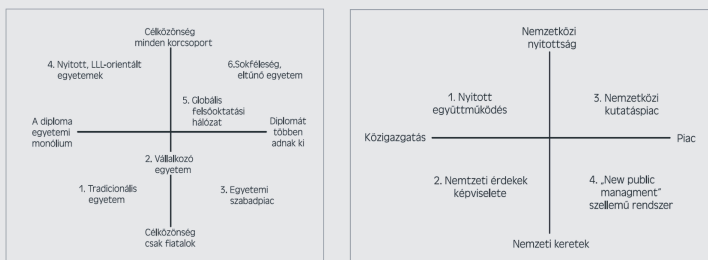 Célközönség
minden korcsoport
4. Nyitott, LLL-orientált
egyetemek
6.Sokféleség,
eltűnő egyetem
5. Globális
felsőoktatási
hálózat
A diploma
egyetemi
monólium
Diplomát
többen
adnak ki
2. Vállalkozó
egyetem
1. Tradicionális
egyetem
3. Egyetemi
szabadpiac
Célközönség
csak fiatalok
Nemzetközi
nyitottság
1. Nyitott
együttműködés
3. Nemzetközi
kutatáspiac
Közigazgatás
Piac
2. Nemtzeti érdekek
képviselete
4. „New public
managment"
szellemű rendszer
Nemzeti keretek